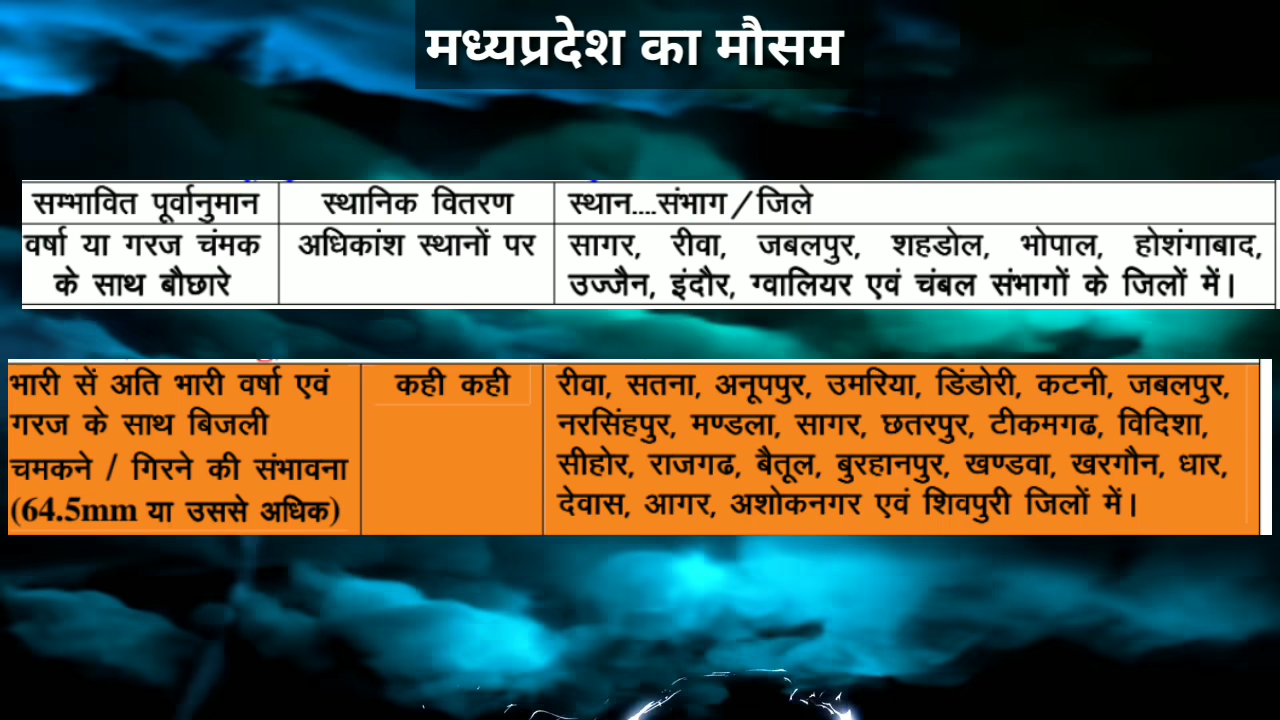 मध्यप्रदेश का मौसम
सम्भावित पूर्वानुमान स्थानिक वितरण स्थान....संभाग/जिले
वर्षा या गरज चंमक अधिकांश स्थानों पर सागर, रीवा, जबलपुर, शहडोल, भोपाल, होशंगाबाद,
के साथ बौछारे उज्जैन, इंदौर, ग्वालियर एवं चंबल संभागों के जिलों में।
भारी सें अति भारी वर्षा एवं कही कही रीवा, सतना, अनूपपुर, उमरिया, डिंडोरी, कटनी, जबलपुर,
गरज के साथ बिजली नरसिंहपुर, मण्डला, सागर, छतरपुर, टीकमगढ, विदिशा,
चमकने / गिरने की संभावना सीहोर, राजगढ, बैतूल, बुरहानपुर, खण्डवा, खरगौन, धार,
(64.5mm या उससे अधिक) देवास, आगर, अशोकनगर एवं शिवपुरी जिलों में।